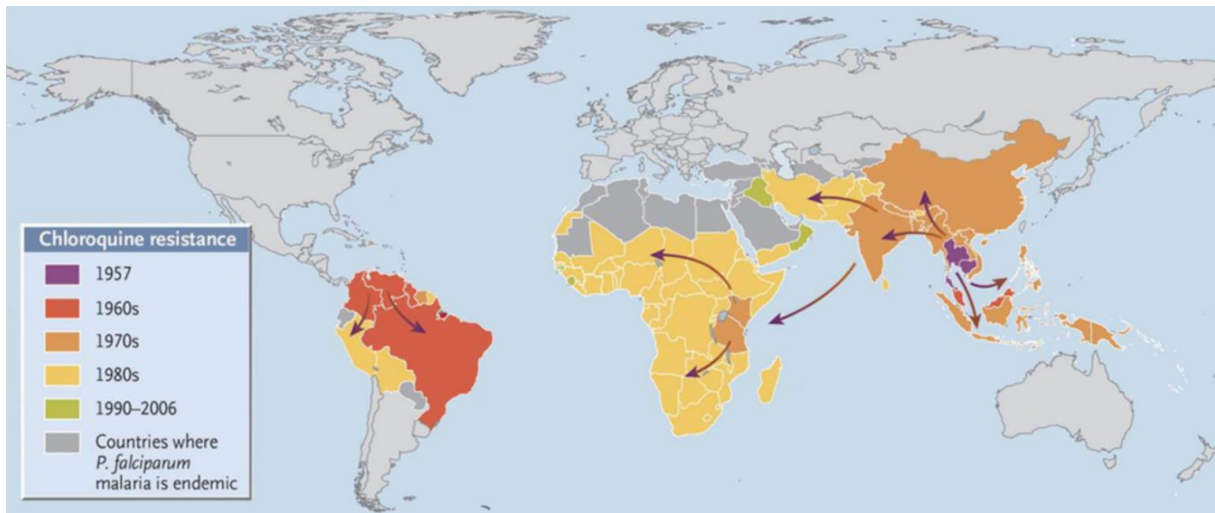 Chloroquine resistance
1957
1960s
1970s
1980s
1990–2006
Countries where
P. falciparum
malaria is endemic